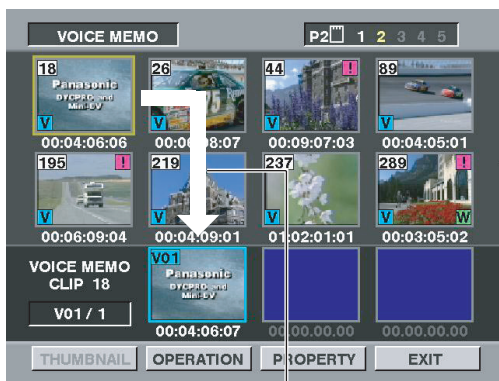 VOICE MEMO
P2 1 2 3 4 5
18 26 44 ! 89
Panasonic
DVCPRO and
Mini-DV
V V V V
00:04:06:06 00:06:08:07 00:09:07:03 00:04:05:01
195 ! 219 237 289 !
V V V V W
00:06:09:04 00:04:09:01 01:02:01:01 00:03:05:02
VOICE MEMO
CLIP 18
V01 / 1
V01
Panasonic
DVCPRO and
Mini-DV
00:04:06:07 00.00.00.00 00.00.00.00
THUMBNAIL OPERATION PROPERTY EXIT